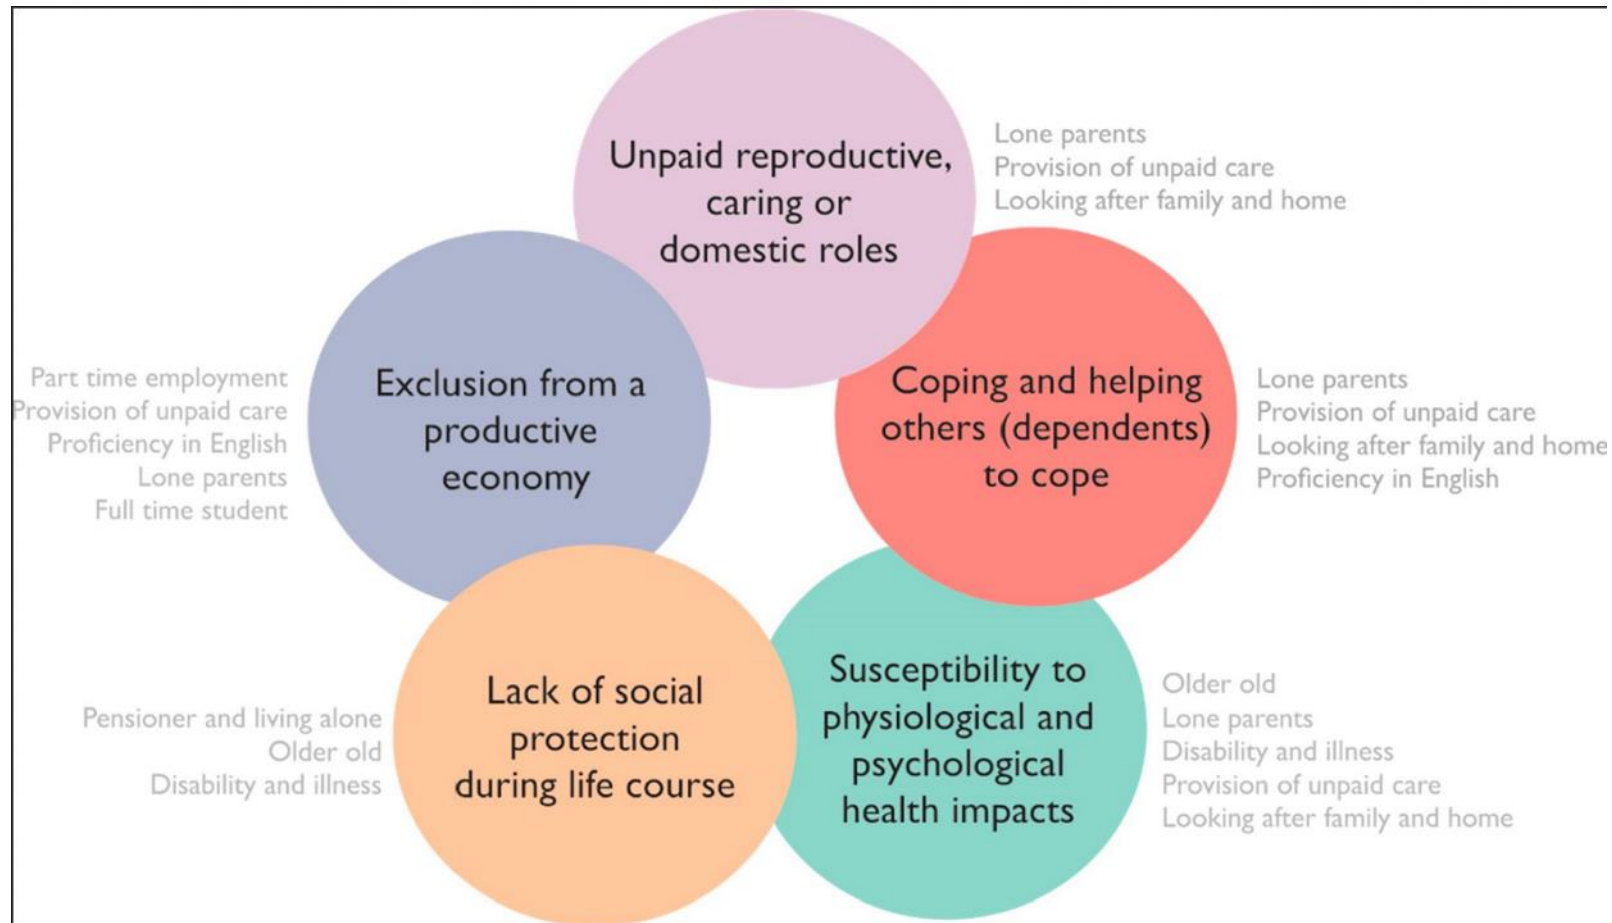 Unpaid reproductive,
caring or
domestic roles
Lone parents
Provision of unpaid care
Looking after family and home
Part time employment
Provision of unpaid care
Proficiency in English
Lone parents
Full time student
Exclusion from a
productive
economy
Coping and helping
others (dependents)
to cope
Lone parents
Provision of unpaid care
Looking after family and home
Proficiency in English
Pensioner and living alone
Older old
Disability and illness
Lack of social
protection
during life course
Susceptibility to
physiological and
psychological
health impacts
Older old
Lone parents
Disability and illness
Provision of unpaid care
Looking after family and home